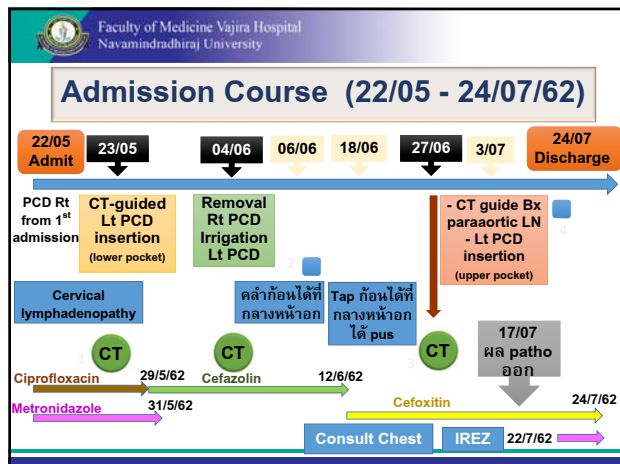 Faculty of Medicine Vajira Hospital
Navamindradhiraj University
Admission Course (22/05 - 24/07/62)
22/05
Admit
23/05
04/06
06/06
18/06
27/06
3/07
24/07
Discharge
PCD Rt
from 1st
admission
CT-guided
Lt PCD
insertion
(lower pocket)
Removal
Rt PCD
Irrigation
Lt PCD
- CT guide Bx
paraaortic LN
- Lt PCD
insertion
(upper pocket)
4
2
Cervical
lymphadenopathy
คลำก้อนได้ที่
กลางหน้าอก
Tap ก้อนได้ที่
กลางหน้าอก
ได้ pus
1
CT
CT
3
CT
17/07
ผล patho
ออก
Ciprofloxacin
29/5/62
Cefazolin
12/6/62
Metronidazole
31/5/62
Cefoxitin
24/7/62
Consult Chest
IREZ
22/7/62